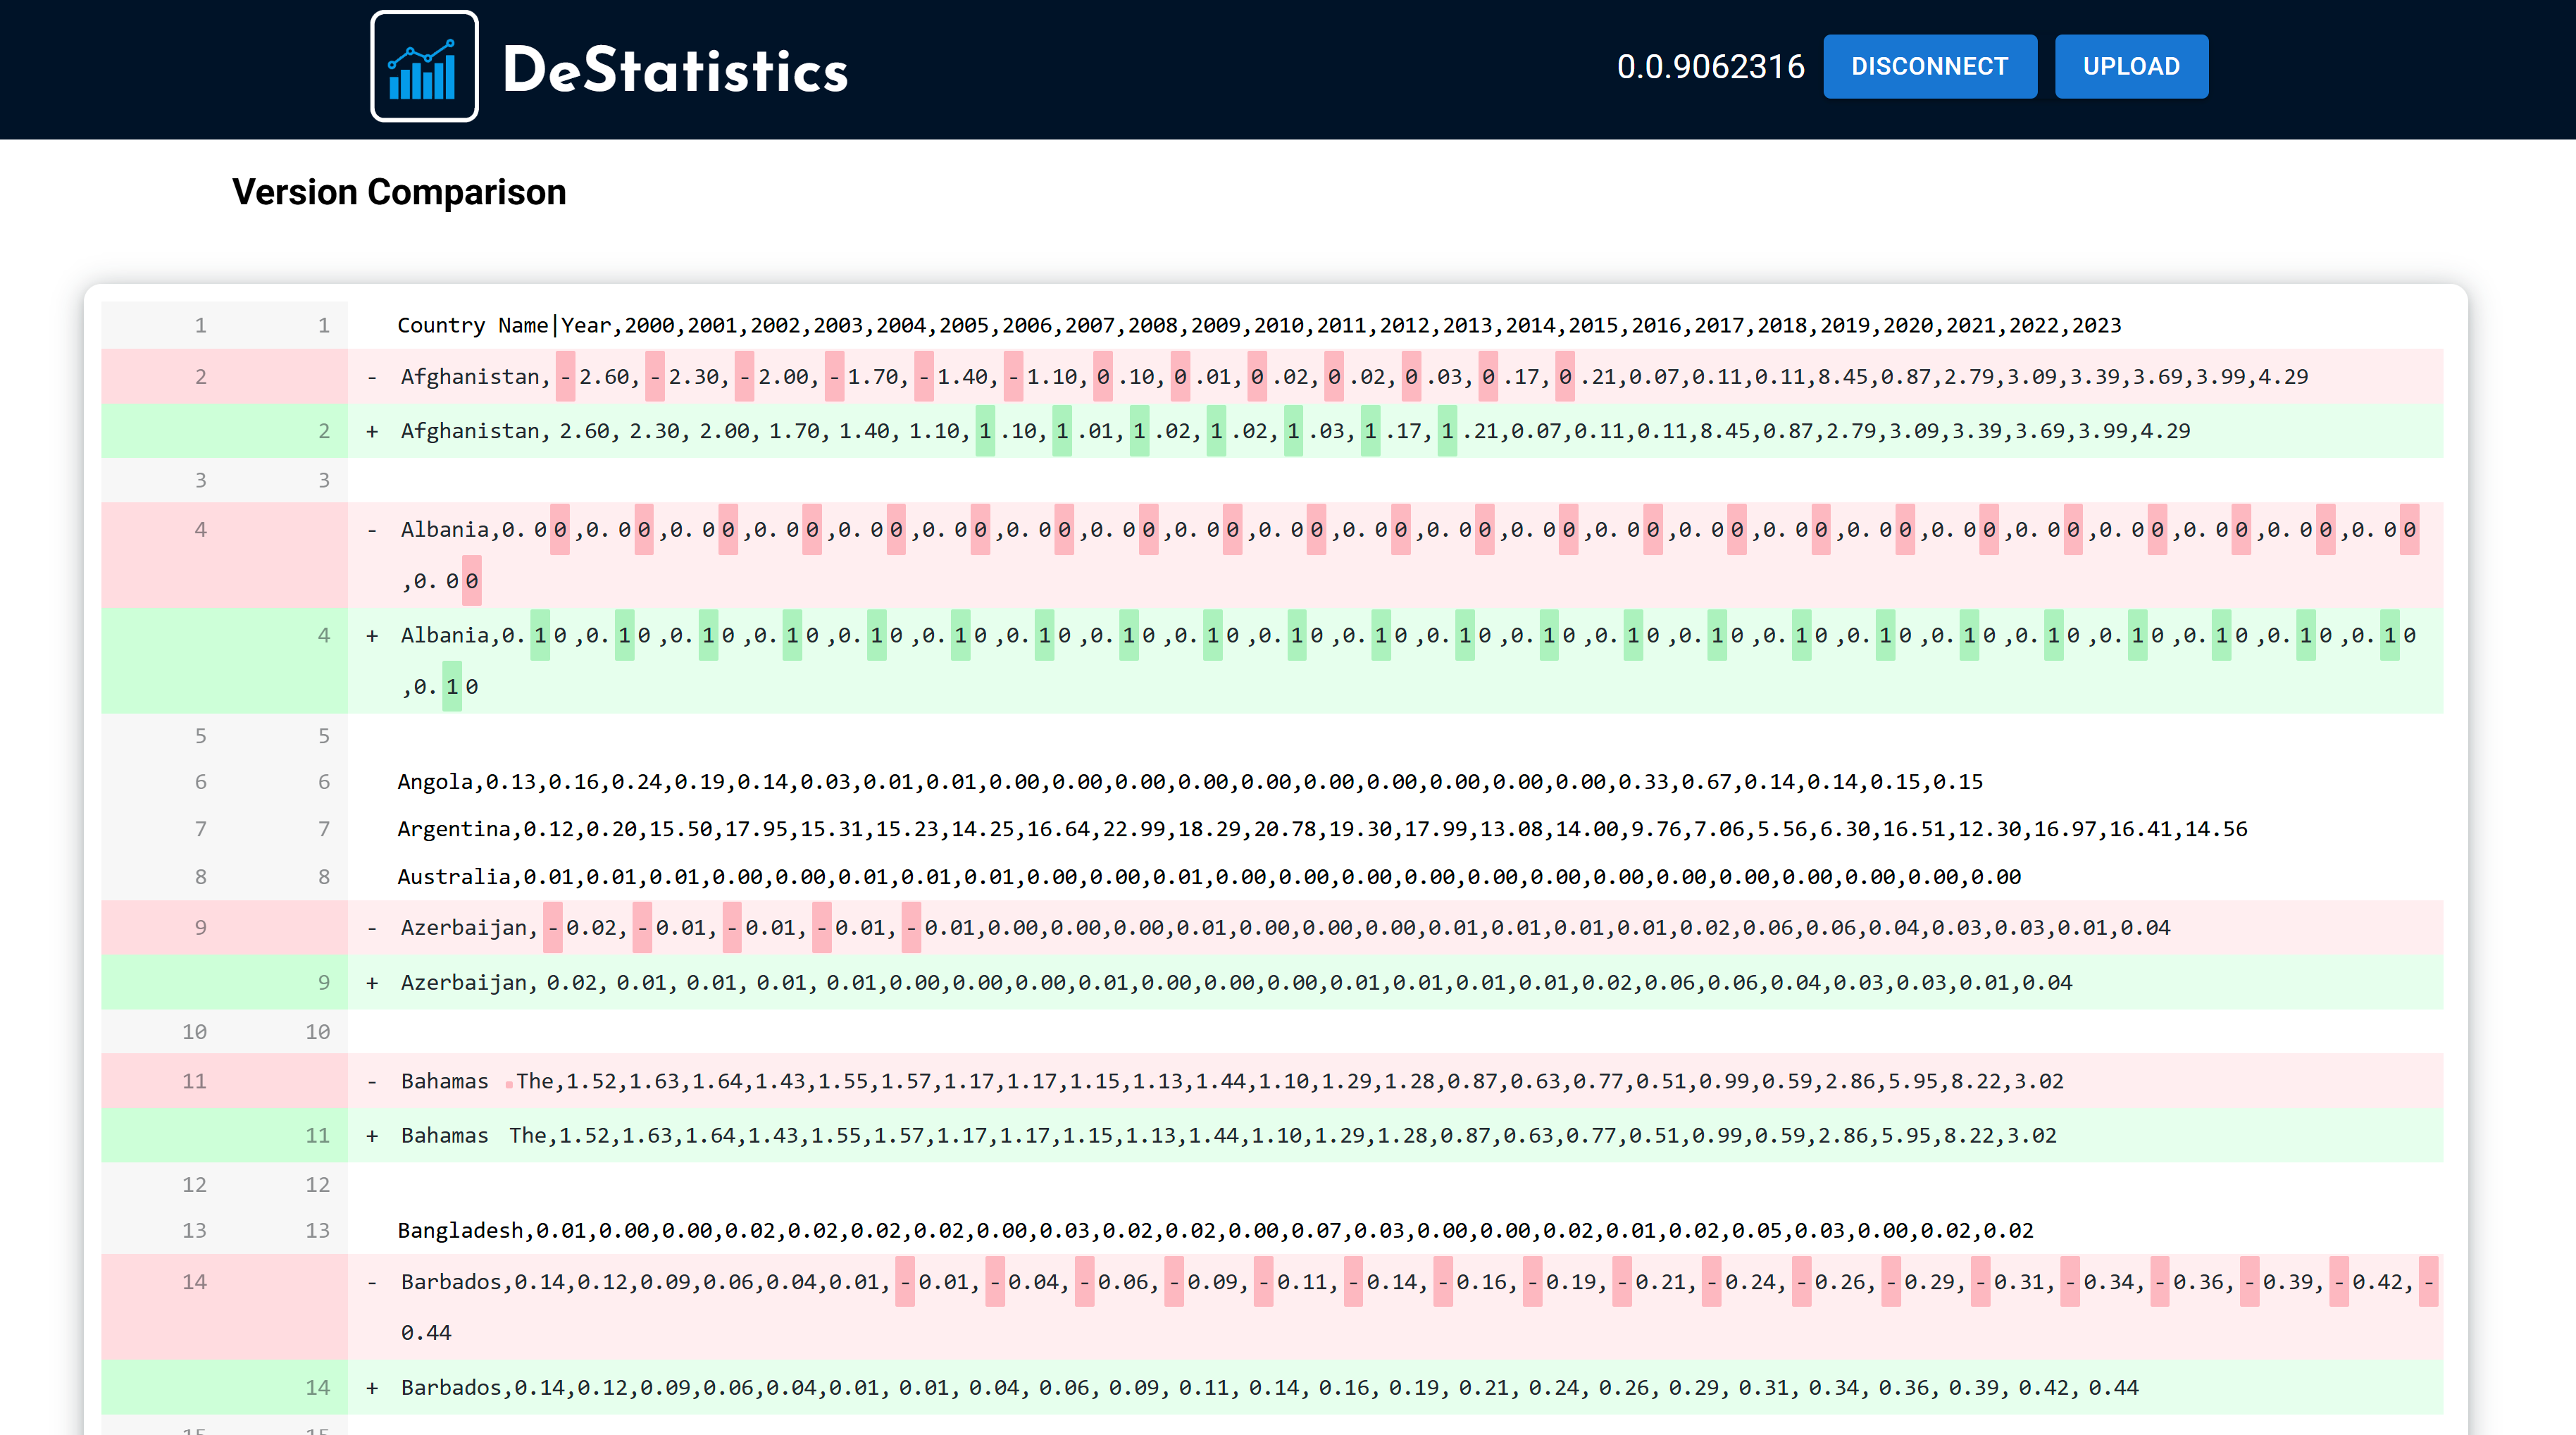 DeStatistics
0.0.9062316 DISCONNECT UPLOAD
Version Comparison
1 1 Country Name|Year,2000,2001,2002,2003,2004,2005,2006,2007,2008,2009,2010,2011,2012,2013,2014,2015,2016,2017,2018,2019,2020,2021,2022,2023
2 - Afghanistan,-2.60,-2.30,-2.00,-1.70,-1.40,-1.10,0.10,0.01,0.02,0.02,0.03,0.17,0.21,0.07,0.11,0.11,8.45,0.87,2.79,3.09,3.39,3.69,3.99,4.29
2 + Afghanistan,2.60,2.30,2.00,1.70,1.40,1.10,1.10,1.01,1.02,1.02,1.03,1.17,1.21,0.07,0.11,0.11,8.45,0.87,2.79,3.09,3.39,3.69,3.99,4.29
3 3
4 - Albania,0.00,0.00,0.00,0.00,0.00,0.00,0.00,0.00,0.00,0.00,0.00,0.00,0.00,0.00,0.00,0.00,0.00,0.00,0.00,0.00,0.00,0.00,0.00
,0.00
4 + Albania,0.10,0.10,0.10,0.10,0.10,0.10,0.10,0.10,0.10,0.10,0.10,0.10,0.10,0.10,0.10,0.10,0.10,0.10,0.10,0.10,0.10,0.10,0.10
,0.10
5 5
6 6 Angola,0.13,0.16,0.24,0.19,0.14,0.03,0.01,0.01,0.00,0.00,0.00,0.00,0.00,0.00,0.00,0.00,0.00,0.00,0.33,0.67,0.14,0.14,0.15,0.15
7 7 Argentina,0.12,0.20,15.50,17.95,15.31,15.23,14.25,16.64,22.99,18.29,20.78,19.30,17.99,13.08,14.00,9.76,7.06,5.56,6.30,16.51,12.30,16.97,16.41,14.56
8 8 Australia,0.01,0.01,0.01,0.00,0.00,0.01,0.01,0.01,0.00,0.00,0.01,0.00,0.00,0.00,0.00,0.00,0.00,0.00,0.00,0.00,0.00,0.00,0.00,0.00
9 - Azerbaijan,-0.02,-0.01,-0.01,-0.01,-0.01,0.00,0.00,0.00,0.01,0.00,0.00,0.00,0.01,0.01,0.01,0.01,0.02,0.06,0.06,0.04,0.03,0.03,0.01,0.04
9 + Azerbaijan,0.02,0.01,0.01,0.01,0.01,0.00,0.00,0.00,0.01,0.00,0.00,0.00,0.01,0.01,0.01,0.01,0.02,0.06,0.06,0.04,0.03,0.03,0.01,0.04
10 10
11 - Bahamas The,1.52,1.63,1.64,1.43,1.55,1.57,1.17,1.17,1.15,1.13,1.44,1.10,1.29,1.28,0.87,0.63,0.77,0.51,0.99,0.59,2.86,5.95,8.22,3.02
11 + Bahamas The,1.52,1.63,1.64,1.43,1.55,1.57,1.17,1.17,1.15,1.13,1.44,1.10,1.29,1.28,0.87,0.63,0.77,0.51,0.99,0.59,2.86,5.95,8.22,3.02
12 12
13 13 Bangladesh,0.01,0.00,0.00,0.02,0.02,0.02,0.02,0.00,0.03,0.02,0.02,0.00,0.07,0.03,0.00,0.00,0.02,0.01,0.02,0.05,0.03,0.00,0.02,0.02
14 - Barbados,0.14,0.12,0.09,0.06,0.04,0.01,-0.01,-0.04,-0.06,-0.09,-0.11,-0.14,-0.16,-0.19,-0.21,-0.24,-0.26,-0.29,-0.31,-0.34,-0.36,-0.39,-0.42,-
0.44
14 + Barbados,0.14,0.12,0.09,0.06,0.04,0.01,0.01,0.04,0.06,0.09,0.11,0.14,0.16,0.19,0.21,0.24,0.26,0.29,0.31,0.34,0.36,0.39,0.42,0.44